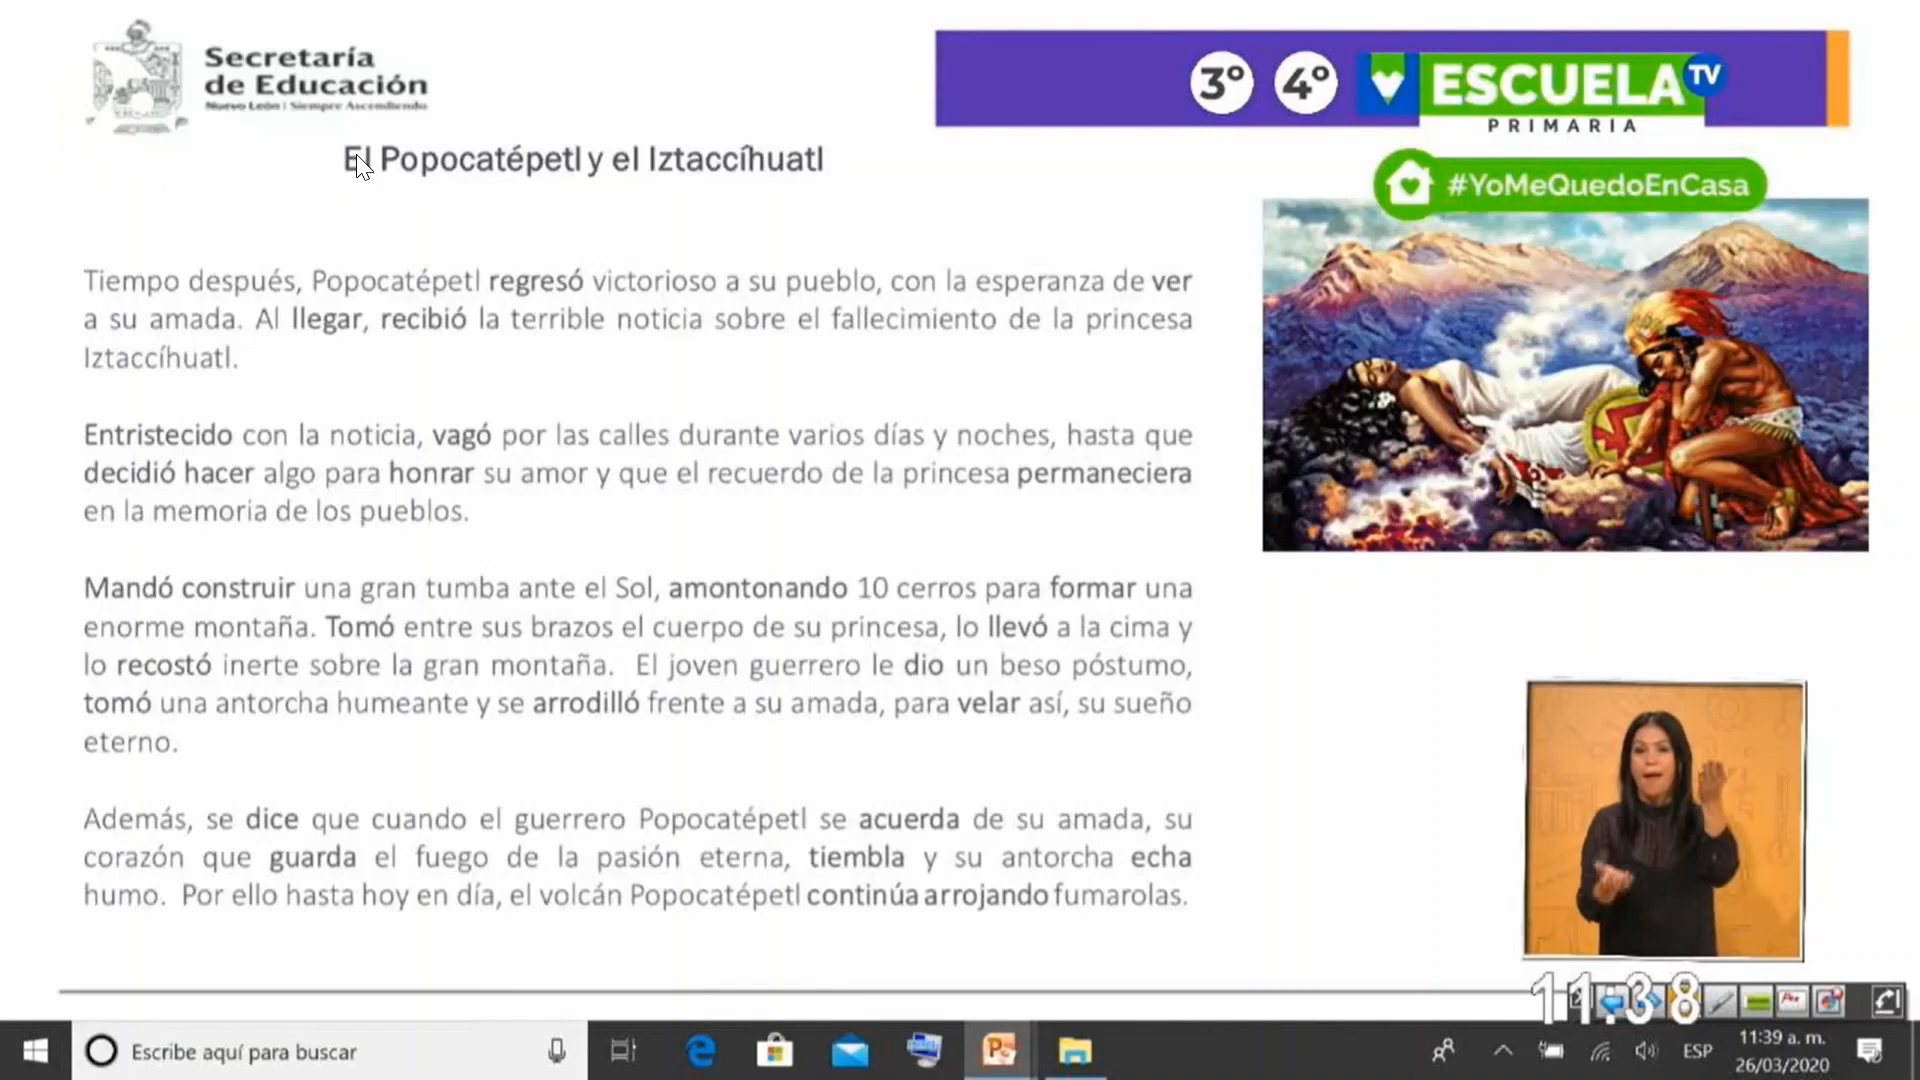 Secretaría
de Educación
Nuevo León | Siempre Ascendiendo
3º 4º ESCUELA TV
PRIMARIA
#YoMeQuedoEnCasa
El Popocatépetl y el Iztaccíhuatl
Tiempo después, Popocatépetl regresó victorioso a su pueblo, con la esperanza de ver
a su amada. Al llegar, recibió la terrible noticia sobre el fallecimiento de la princesa
Iztaccíhuatl.
Entristecido con la noticia, vagó por las calles durante varios días y noches, hasta que
decidió hacer algo para honrar su amor y que el recuerdo de la princesa permaneciera
en la memoria de los pueblos.
Mandó construir una gran tumba ante el Sol, amontonando 10 cerros para formar una
enorme montaña. Tomó entre sus brazos el cuerpo de su princesa, lo llevó a la cima y
lo recostó inerte sobre la gran montaña. El joven guerrero le dio un beso póstumo,
tomó una antorcha humeante y se arrodilló frente a su amada, para velar así, su sueño
eterno.
Además, se dice que cuando el guerrero Popocatépetl se acuerda de su amada, su
corazón que guarda el fuego de la pasión eterna, tiembla y su antorcha echa
humo. Por ello hasta hoy en día, el volcán Popocatépetl continúa arrojando fumarolas.
11:38
Escribe aquí para buscar
ESP
11:39 a. m.
26/03/2020